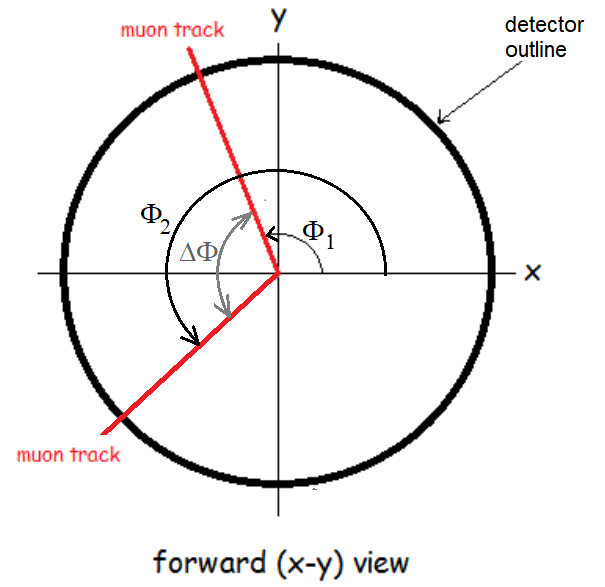 y
muon track
detector
outline
Φ2
Φ1
ΔΦ
x
muon track
forward (x-y) view